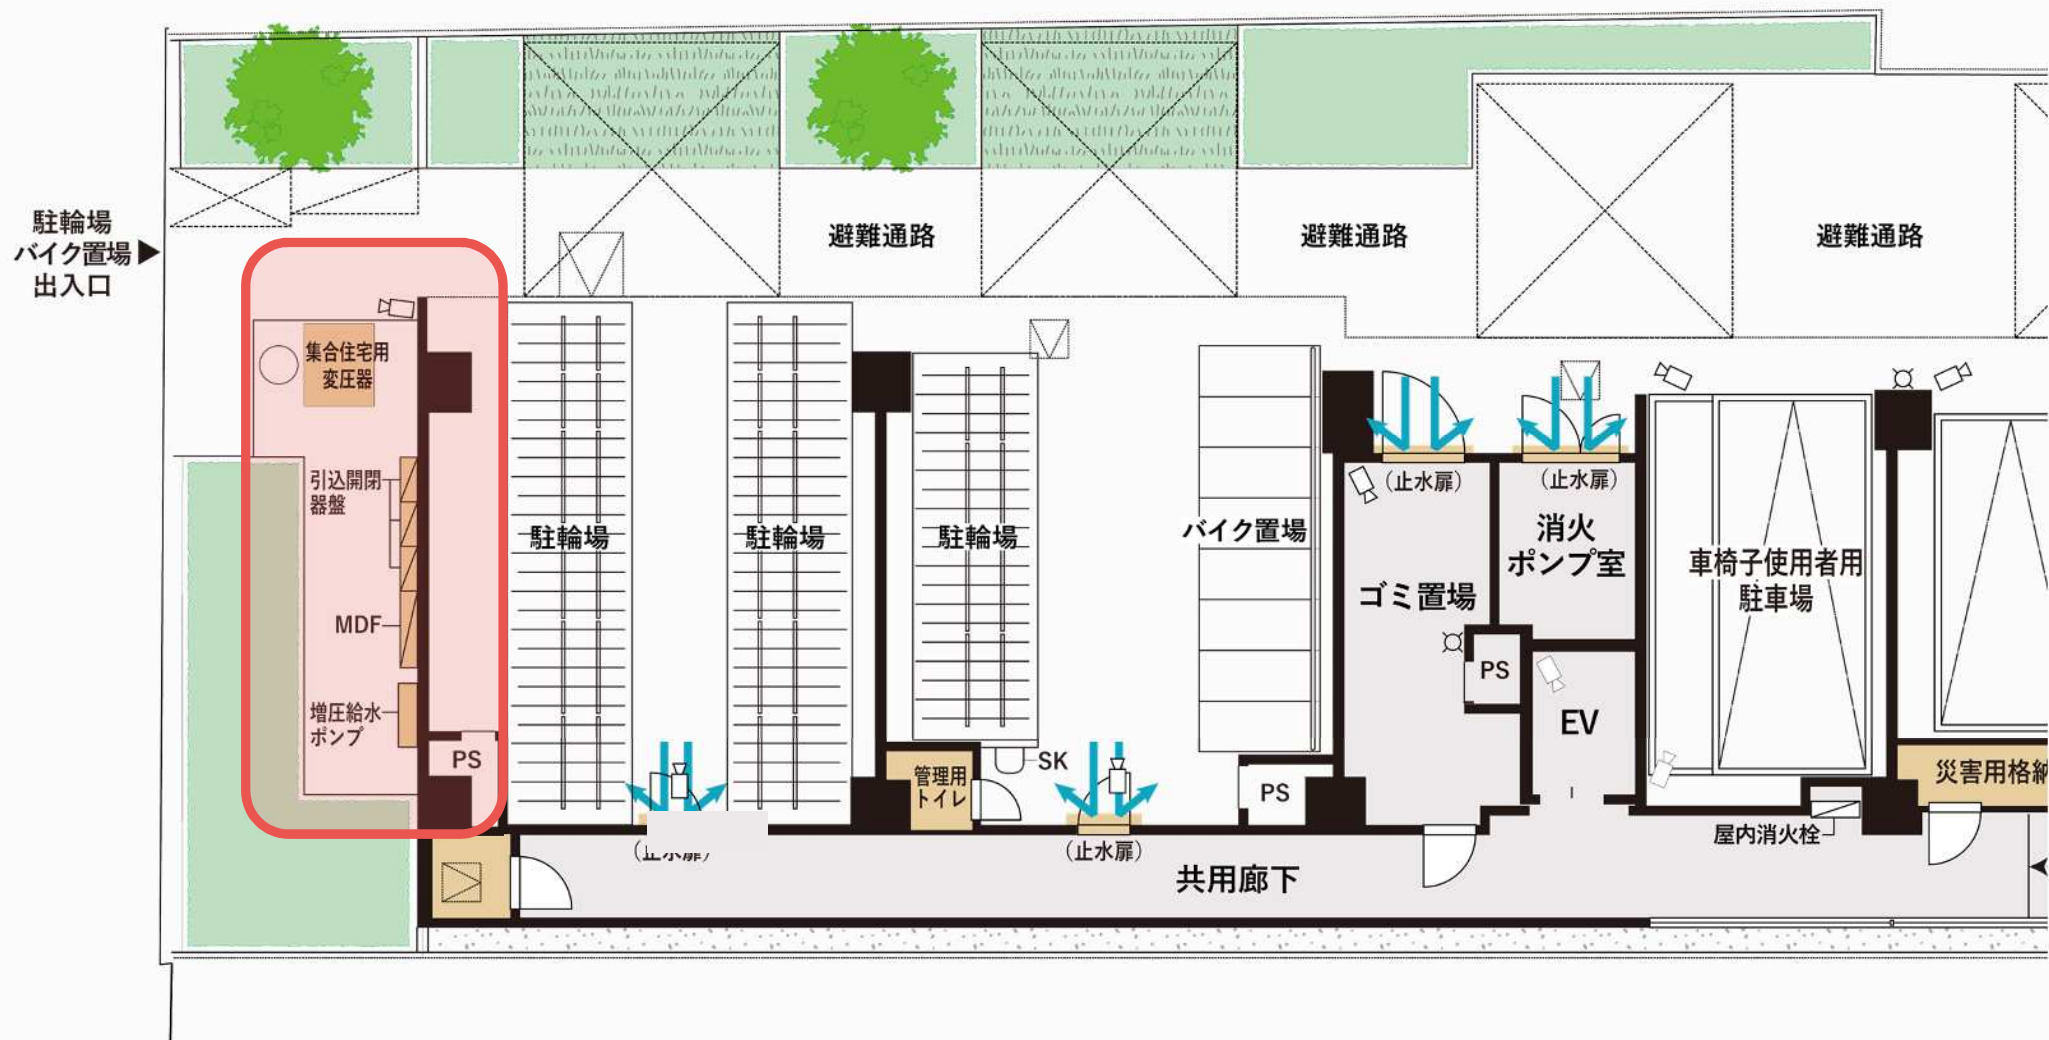 駐輪場
バイク置場▶
出入口
避難通路
避難通路
避難通路
集合住宅用
変圧器
引込開閉
器盤
MDF
増圧給水
ポンプ
PS
駐輪場
駐輪場
駐輪場
バイク置場
(止水扉)
(止水扉)
消火
ポンプ室
ゴミ置場
PS
EV
車椅子使用者用
駐車場
管理用
トイレ
SK
PS
災害用格納
屋内消火栓
(止水扉)
(止水扉)
共用廊下